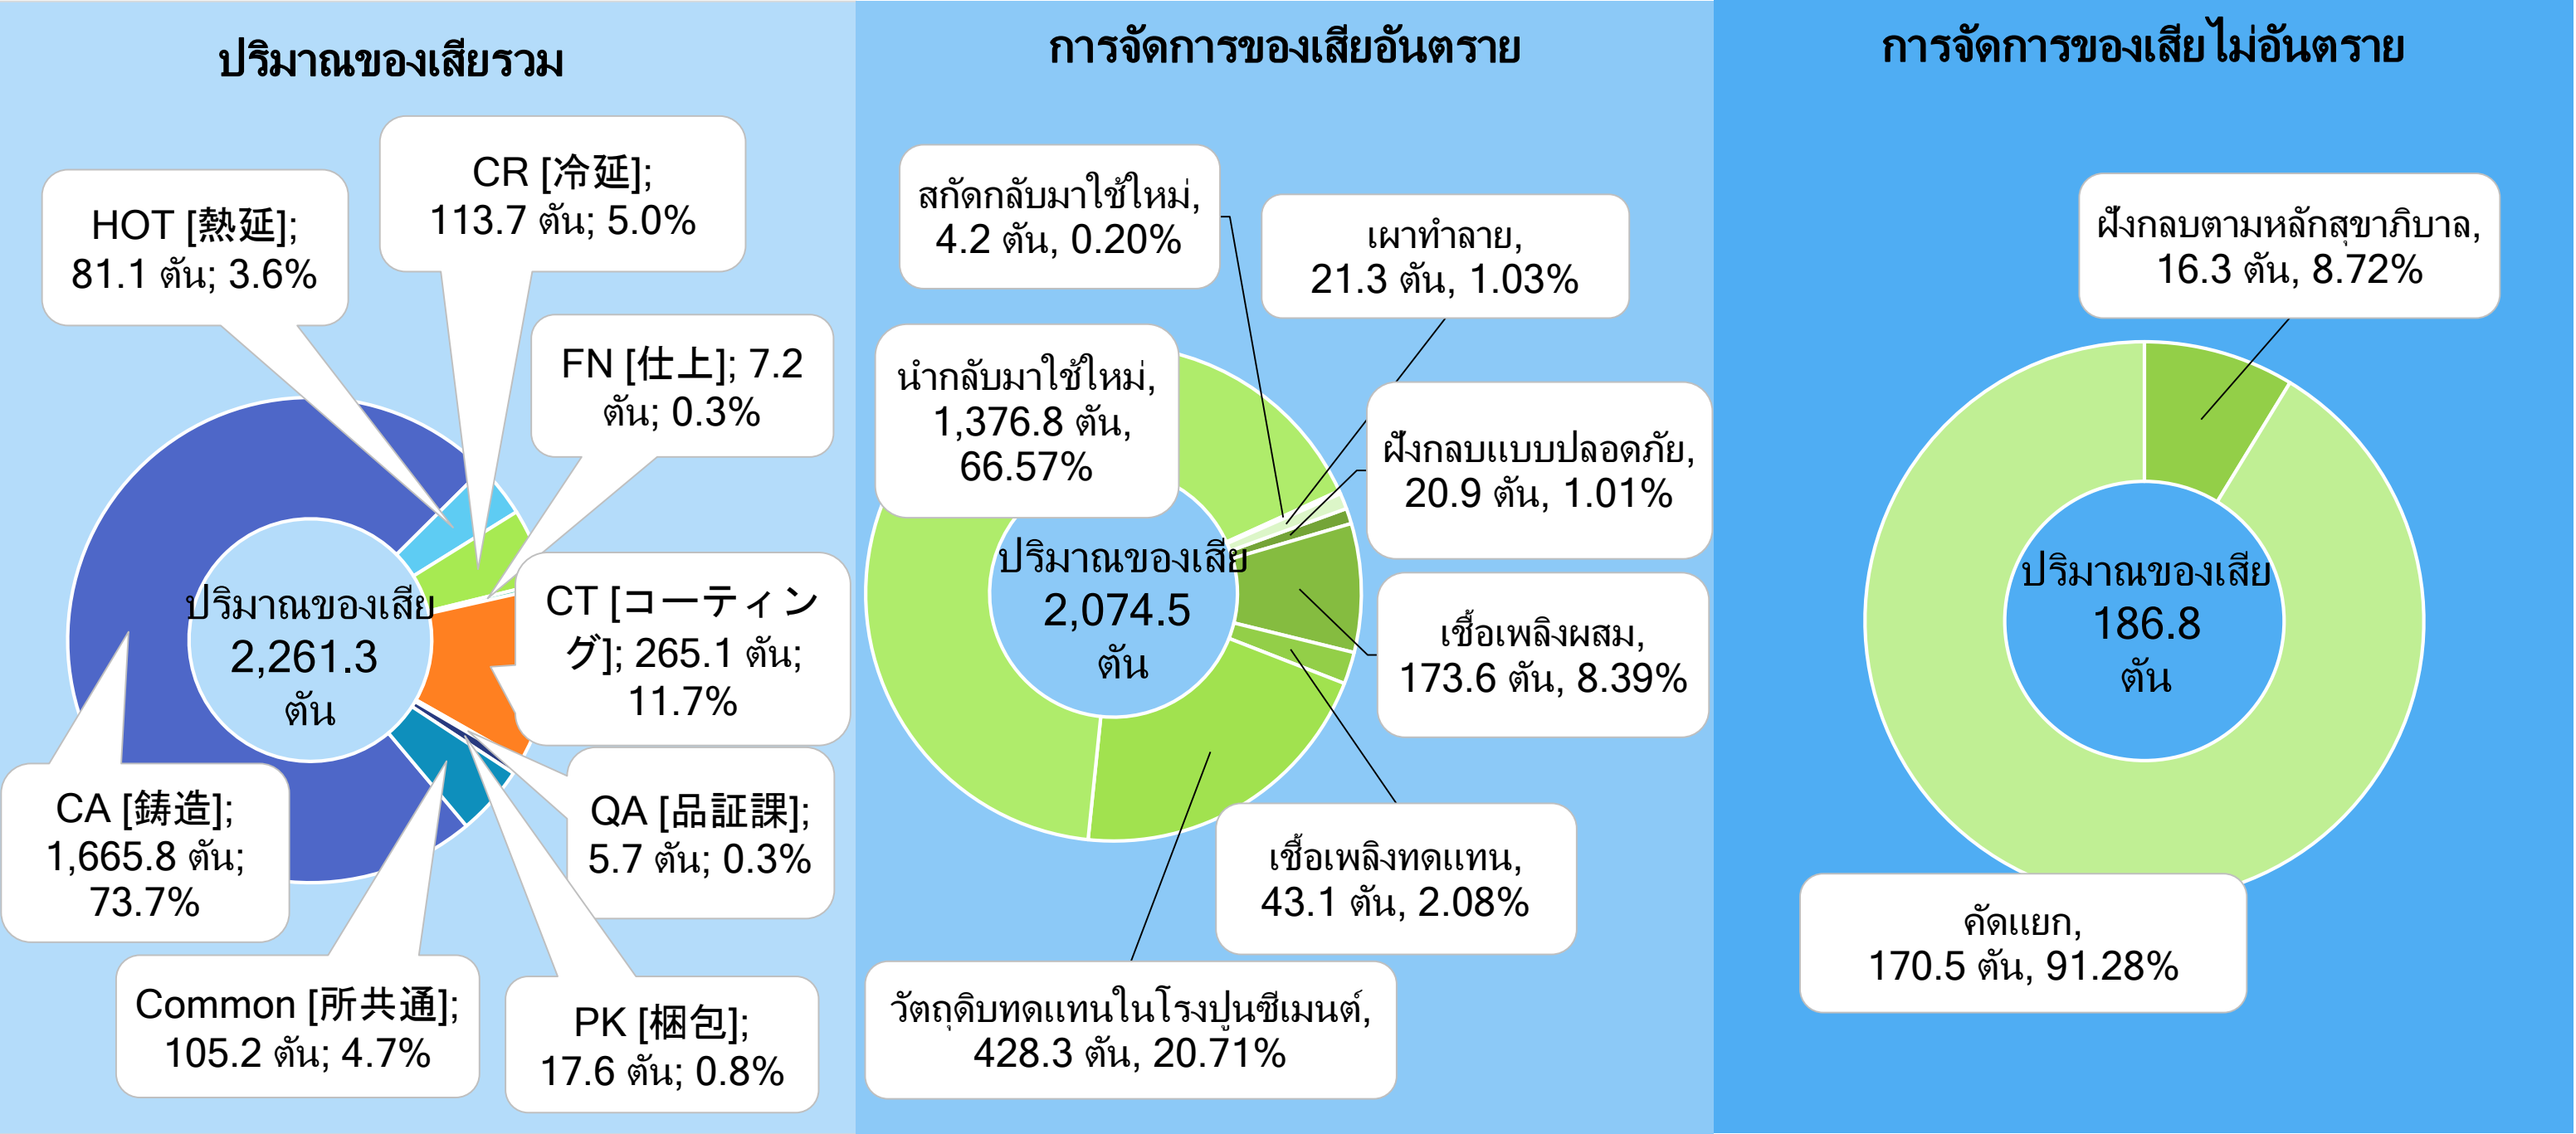 ปริมาณของเสียรวม
HOT [熱延];
81.1 ตัน; 3.6%
CR [冷延];
113.7 ตัน; 5.0%
FN [仕上]; 7.2
ตัน; 0.3%
CT [コーティン
グ]; 265.1 ตัน;
11.7%
ปริมาณของเสีย
2,261.3
ตัน
CA [鋳造];
1,665.8 ตัน;
73.7%
QA [品証課];
5.7 ตัน; 0.3%
Common [所共通];
105.2 ตัน; 4.7%
PK [梱包];
17.6 ตัน; 0.8%
การจัดการของเสียอันตราย
สกัดกลับมาใช้ใหม่,
4.2 ตัน, 0.20%
เผาทำลาย,
21.3 ตัน, 1.03%
นำกลับมาใช้ใหม่,
1,376.8 ตัน,
66.57%
ฝังกลบแบบปลอดภัย,
20.9 ตัน, 1.01%
ปริมาณของเสีย
2,074.5
ตัน
เชื้อเพลิงผสม,
173.6 ตัน, 8.39%
เชื้อเพลิงทดแทน,
43.1 ตัน, 2.08%
วัตถุดิบทดแทนในโรงปูนซีเมนต์,
428.3 ตัน, 20.71%
การจัดการของเสียไม่อันตราย
ฝังกลบตามหลักสุขาภิบาล,
16.3 ตัน, 8.72%
ปริมาณของเสีย
186.8
ตัน
คัดแยก,
170.5 ตัน, 91.28%